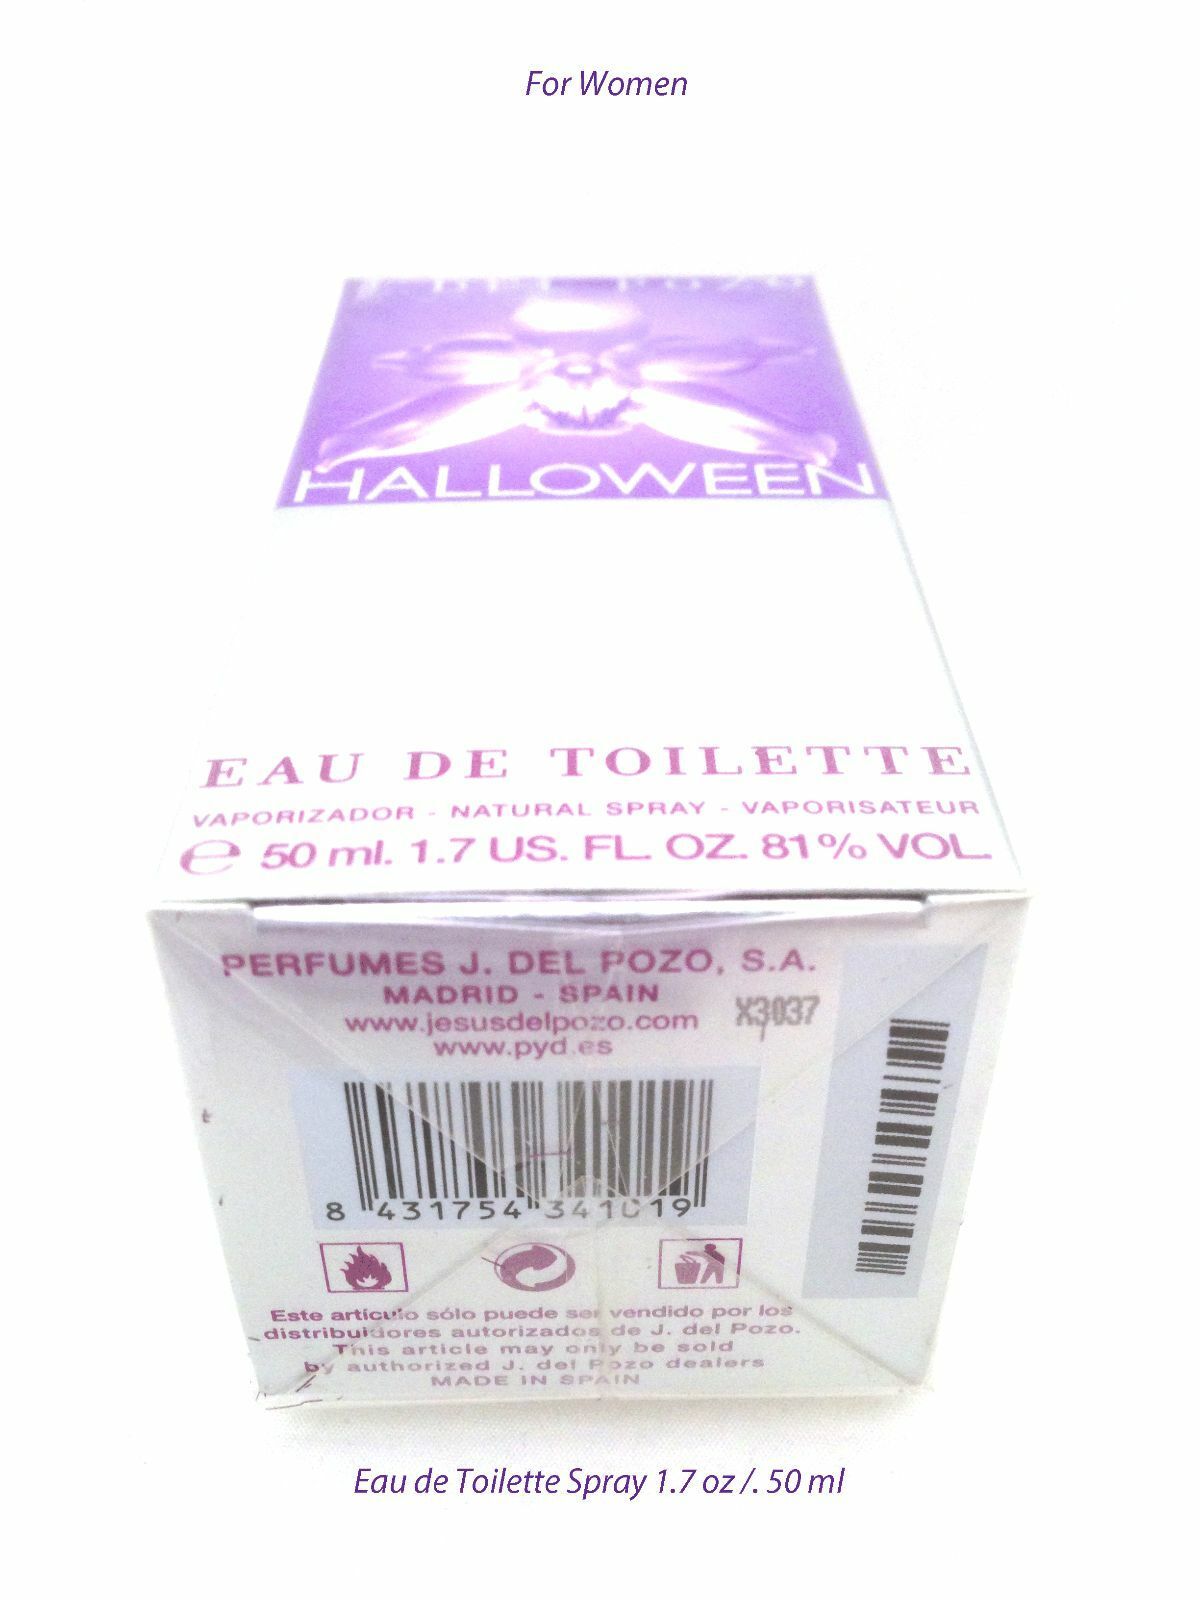 For Women
DEL POZO
HALLOWEEN
EAU DE TOILETTE
VAPORIZADOR - NATURAL SPRAY - VAPORISATEUR
e 50 ml. 1.7 US. FL. OZ. 81% VOL.
PERFUMES J. DEL POZO, S.A.
MADRID - SPAIN
www.jesusdelpozo.com
X3037
www.pyd.es
8 431754 341019
Este artículo sólo puede ser vendido por los
distribuidores autorizados de J. del Pozo.
This article may only be sold
by authorized J. del Pozo dealers
MADE IN SPAIN
Eau de Toilette Spray 1.7 oz /. 50 ml